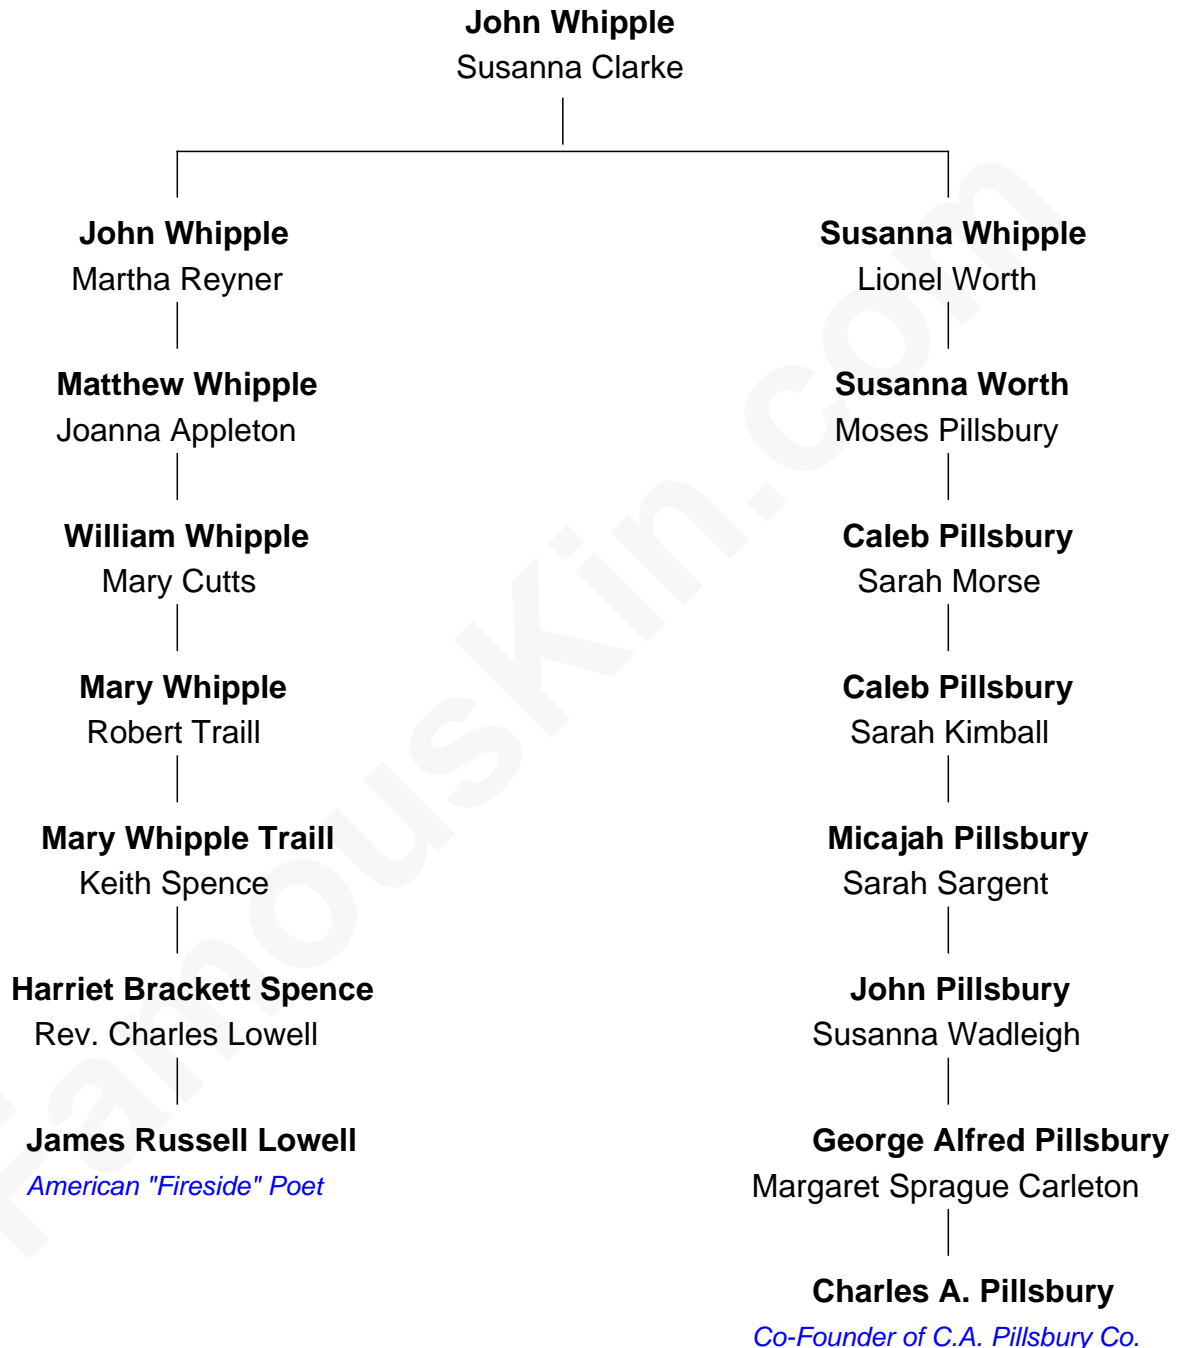 John Whipple
Susanna Clarke
John Whipple
Martha Reyner
Matthew Whipple
Joanna Appleton
William Whipple
Mary Cutts
Mary Whipple
Robert Traill
Mary Whipple Traill
Keith Spence
Harriet Brackett Spence
Rev. Charles Lowell
James Russell Lowell
American "Fireside" Poet
Susanna Whipple
Lionel Worth
Susanna Worth
Moses Pillsbury
Caleb Pillsbury
Sarah Morse
Caleb Pillsbury
Sarah Kimball
Micajah Pillsbury
Sarah Sargent
John Pillsbury
Susanna Wadleigh
George Alfred Pillsbury
Margaret Sprague Carleton
Charles A. Pillsbury
Co-Founder of C.A. Pillsbury Co.
FamousKin.com